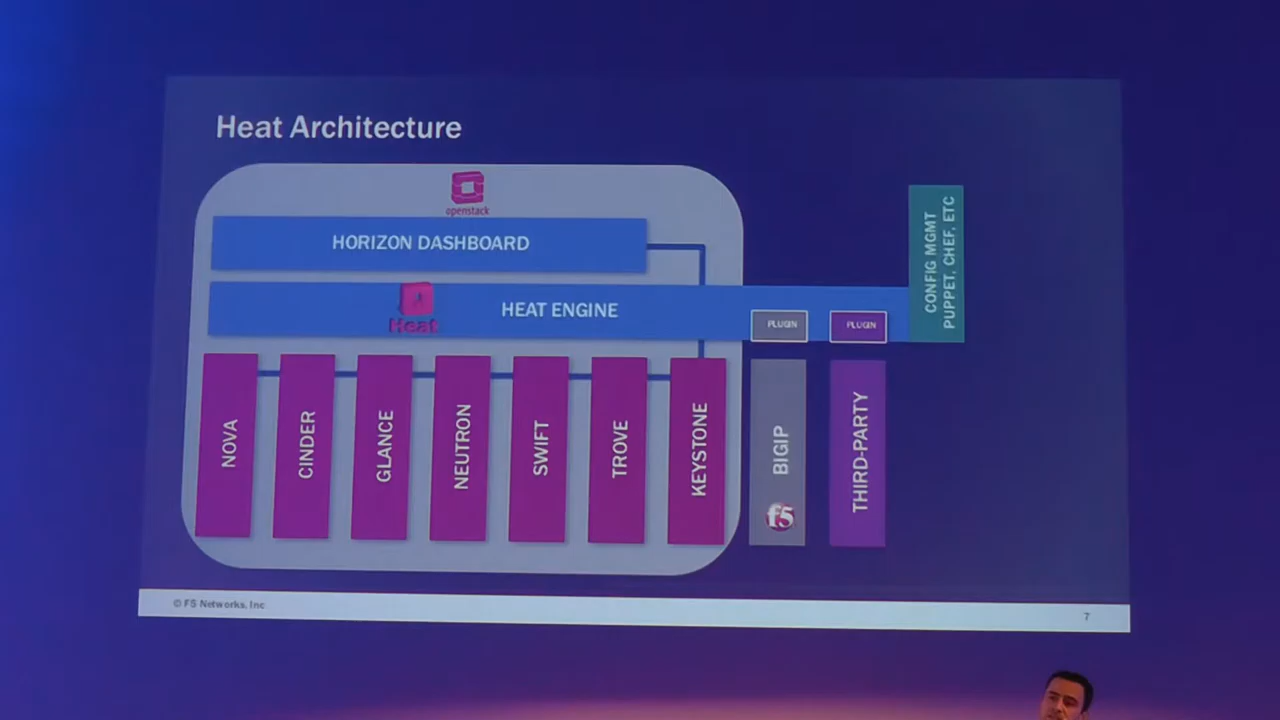 Heat Architecture
openstack
HORIZON DASHBOARD
Heat
HEAT ENGINE
PLUGIN
PLUGIN
CONFIG MGMT
PUPPET, CHEF, ETC
NOVA
CINDER
GLANCE
NEUTRON
SWIFT
TROVE
KEYSTONE
BIGIP
f5
THIRD-PARTY
© F5 Networks, Inc
7